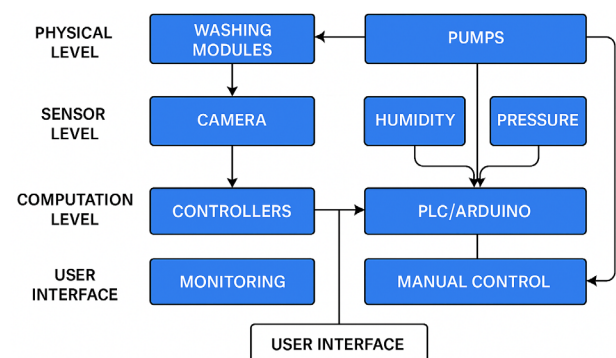 PHYSICAL
LEVEL
WASHING
MODULES
PUMPS
SENSOR
LEVEL
CAMERA
HUMIDITY
PRESSURE
COMPUTATION
LEVEL
CONTROLLERS
PLC/ARDUINO
USER
INTERFACE
MONITORING
MANUAL CONTROL
USER INTERFACE